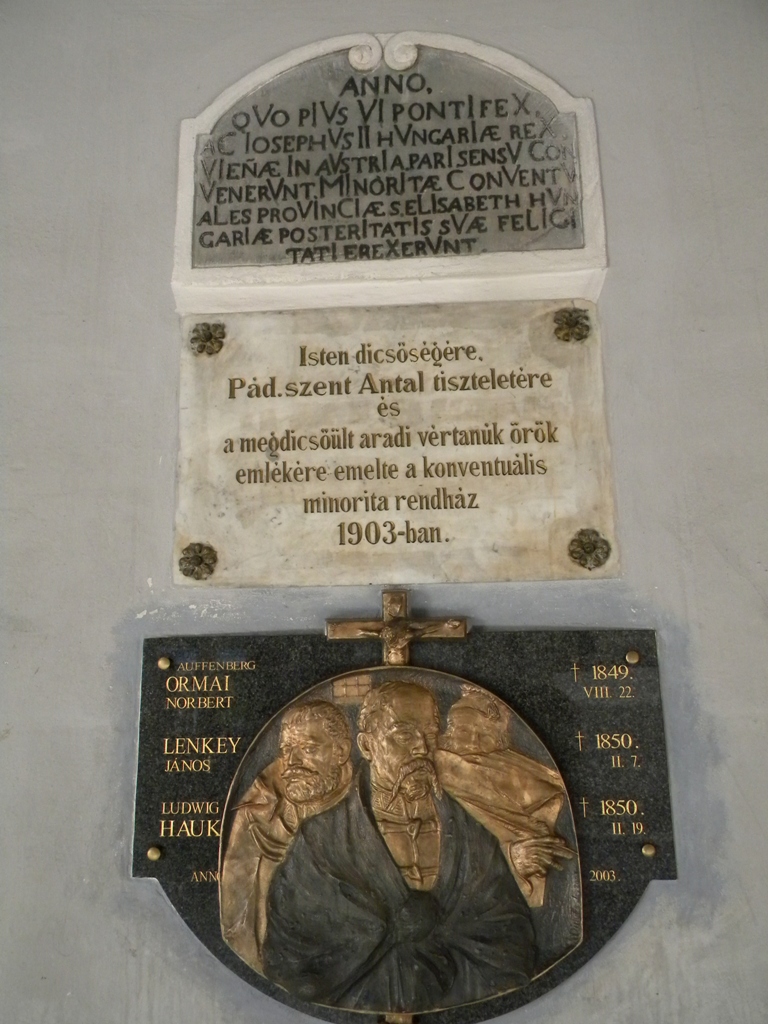 ANNO,
QVO PIVS VI PONTIFEX,
AC IOSEPHVS II HVNGARIÆ REX
VIEÑÆ IN AVSTRIA PARI SENSV CON
VENERVNT, MINORITÆ CONVENTV
ALES PROVINCIÆ S. ELISABETH HVN
GARIÆ POSTERITATIS SVÆ FELICI
TATI EREXERVNT.
Isten dicsőségére.
Pád. szent Antal tiszteletére
és
a megdicsőült aradi vértanúk örök
emlékére emelte a konventuális
minorita rendház
1903-ban.
AUFFENBERG
ORMAI
NORBERT
† 1849.
VIII. 22.
LENKEY
JÁNOS
† 1850.
II. 7.
LUDWIG
HAUK
† 1850.
II. 19.
ANNO
2003.